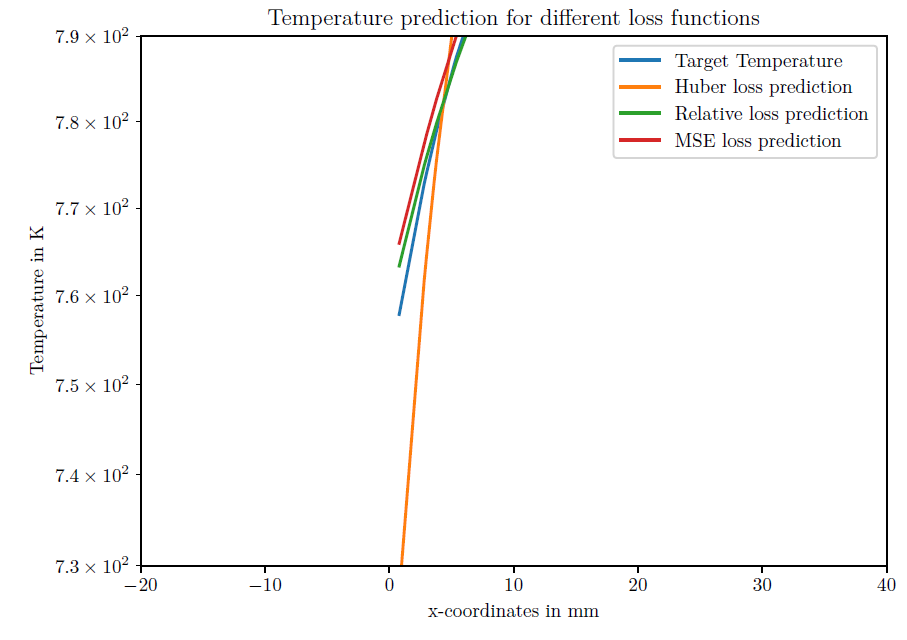 Temperature prediction for different loss functions
7.9 × 10²
7.8 × 10²
7.7 × 10²
7.6 × 10²
7.5 × 10²
7.4 × 10²
7.3 × 10²
Temperature in K
Target Temperature
Huber loss prediction
Relative loss prediction
MSE loss prediction
−20 −10 0 10 20 30 40
x-coordinates in mm